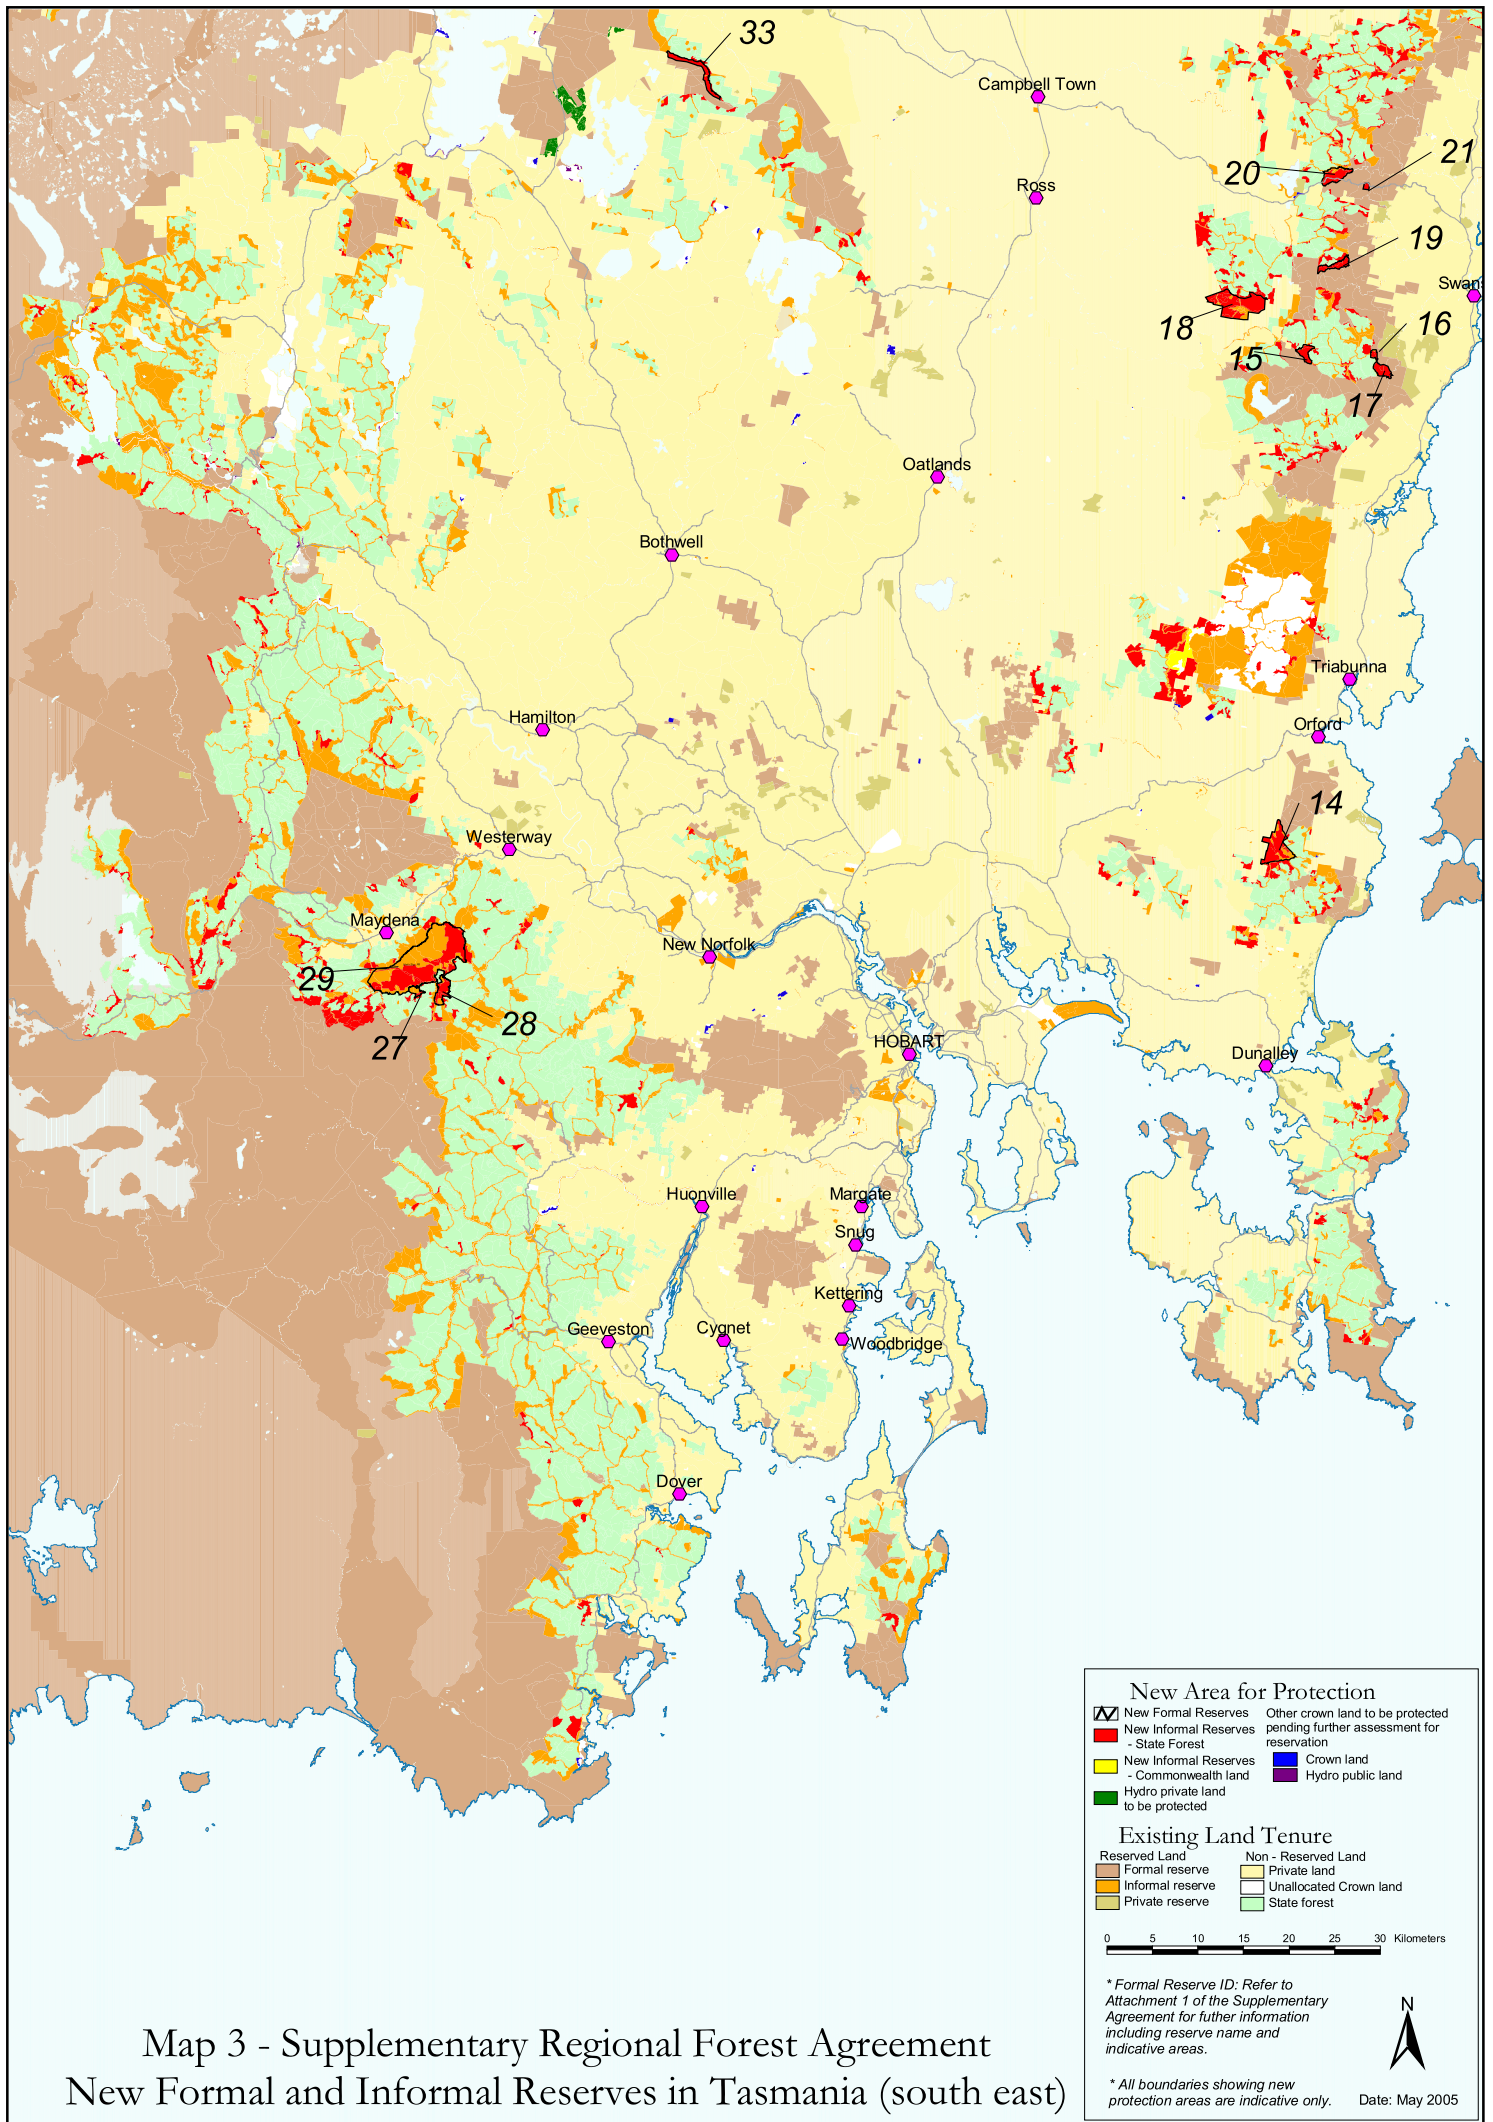 33
Campbell Town
21
20
Ross
19
Swans
18
16
15
17
Oatlands
Bothwell
Triabunna
Hamilton
Orford
14
Westerway
Maydena
New Norfolk
29
28
27
HOBART
Dunalley
Huonville
Margate
Snug
Kettering
Geeveston
Cygnet
Woodbridge
Dover
New Area for Protection
New Formal Reserves
New Informal Reserves
- State Forest
New Informal Reserves
- Commonwealth land
Hydro private land
to be protected
Other crown land to be protected
pending further assessment for
reservation
Crown land
Hydro public land
Existing Land Tenure
Reserved Land
Formal reserve
Informal reserve
Private reserve
Non - Reserved Land
Private land
Unallocated Crown land
State forest
0 5 10 15 20 25 30 Kilometers
* Formal Reserve ID: Refer to
Attachment 1 of the Supplementary
Agreement for futher information
including reserve name and
indicative areas.
N
* All boundaries showing new
protection areas are indicative only.
Date: May 2005
Map 3 - Supplementary Regional Forest Agreement
New Formal and Informal Reserves in Tasmania (south east)